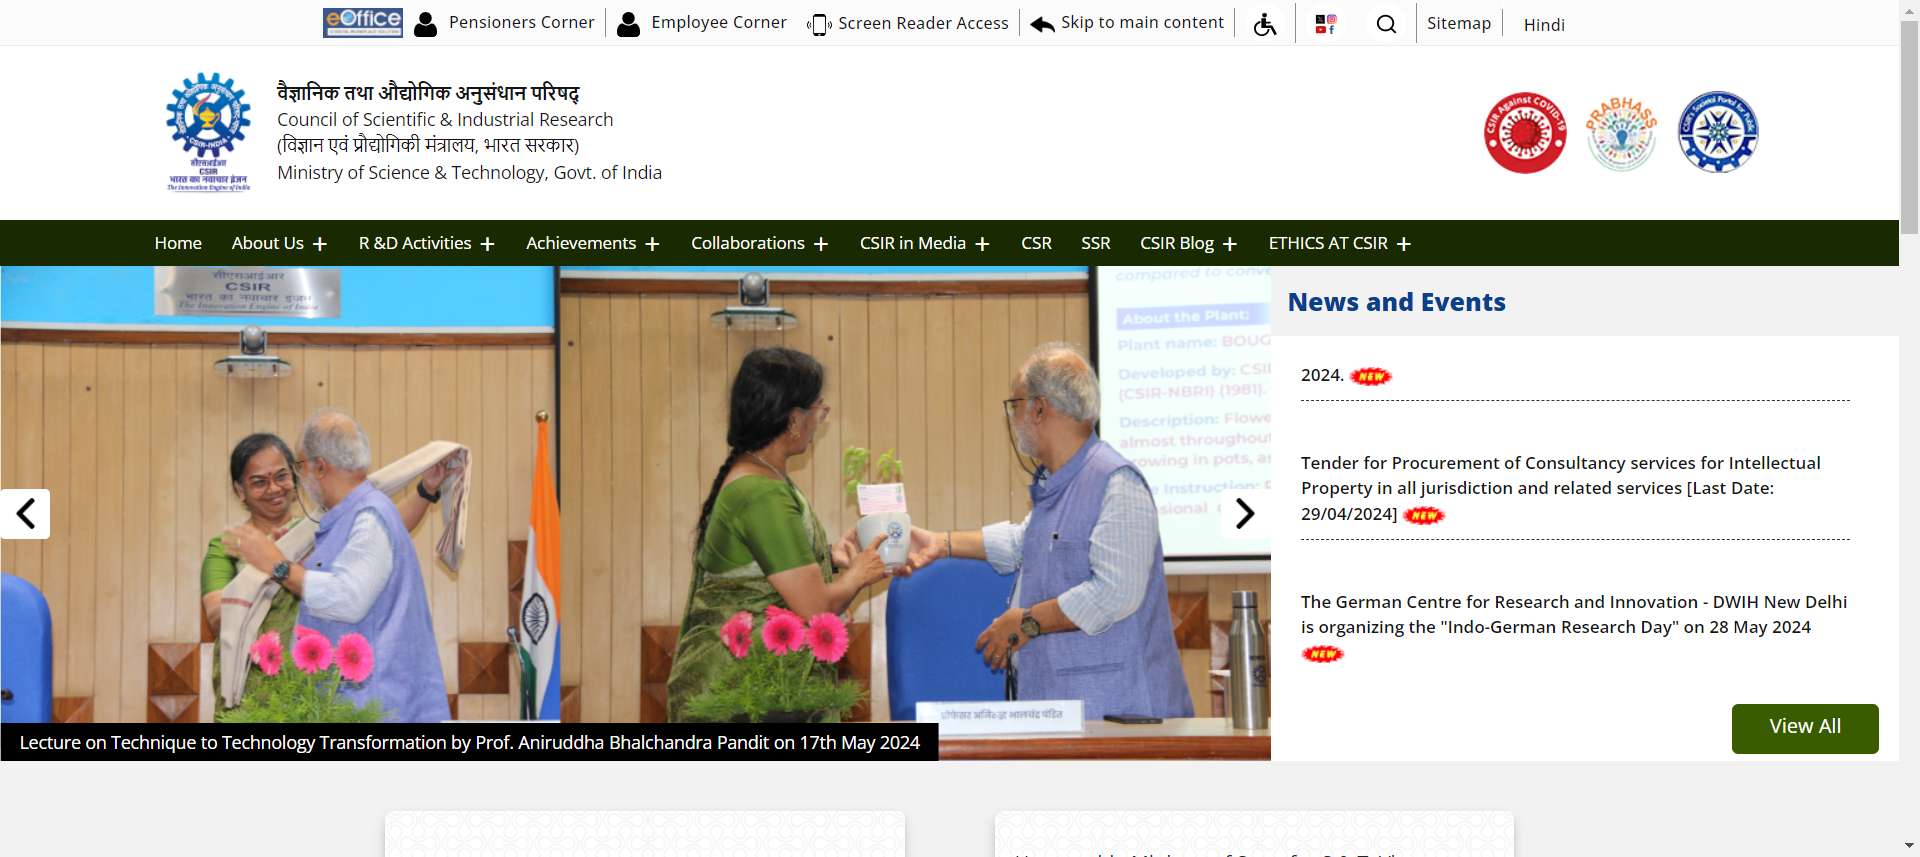 eOffice
Pensioners Corner
Employee Corner
Screen Reader Access
Skip to main content
Sitemap
Hindi
वैज्ञानिक तथा औद्योगिक अनुसंधान परिषद्
Council of Scientific & Industrial Research
(विज्ञान एवं प्रौद्योगिकी मंत्रालय, भारत सरकार)
Ministry of Science & Technology, Govt. of India
CSIR-INDIA
सीएसआईआर
CSIR
भारत का नवाचार इंजन
The Innovation Engine of India
CSIR Against COVID-19
PRABHASS
CSIR's Societal Portal for Public
Home
About Us
R &D Activities
Achievements
Collaborations
CSIR in Media
CSR
SSR
CSIR Blog
ETHICS AT CSIR
सीएसआईआर
CSIR
भारत का नवाचार इंजन
The Innovation Engine of India
compared to conve
About the Plant:
Plant name: BOUG
Developed by: CSI
(CSIR-NBRI) (1981).
Description: Flowe
almost throughout
rowing in pots, as
e Instruction:
sional
प्रोफेसर अनिरुद्ध भालचंद्र पंडित
Lecture on Technique to Technology Transformation by Prof. Aniruddha Bhalchandra Pandit on 17th May 2024
News and Events
2024. NEW
Tender for Procurement of Consultancy services for Intellectual
Property in all jurisdiction and related services [Last Date:
29/04/2024] NEW
The German Centre for Research and Innovation - DWIH New Delhi
is organizing the "Indo-German Research Day" on 28 May 2024
NEW
View All